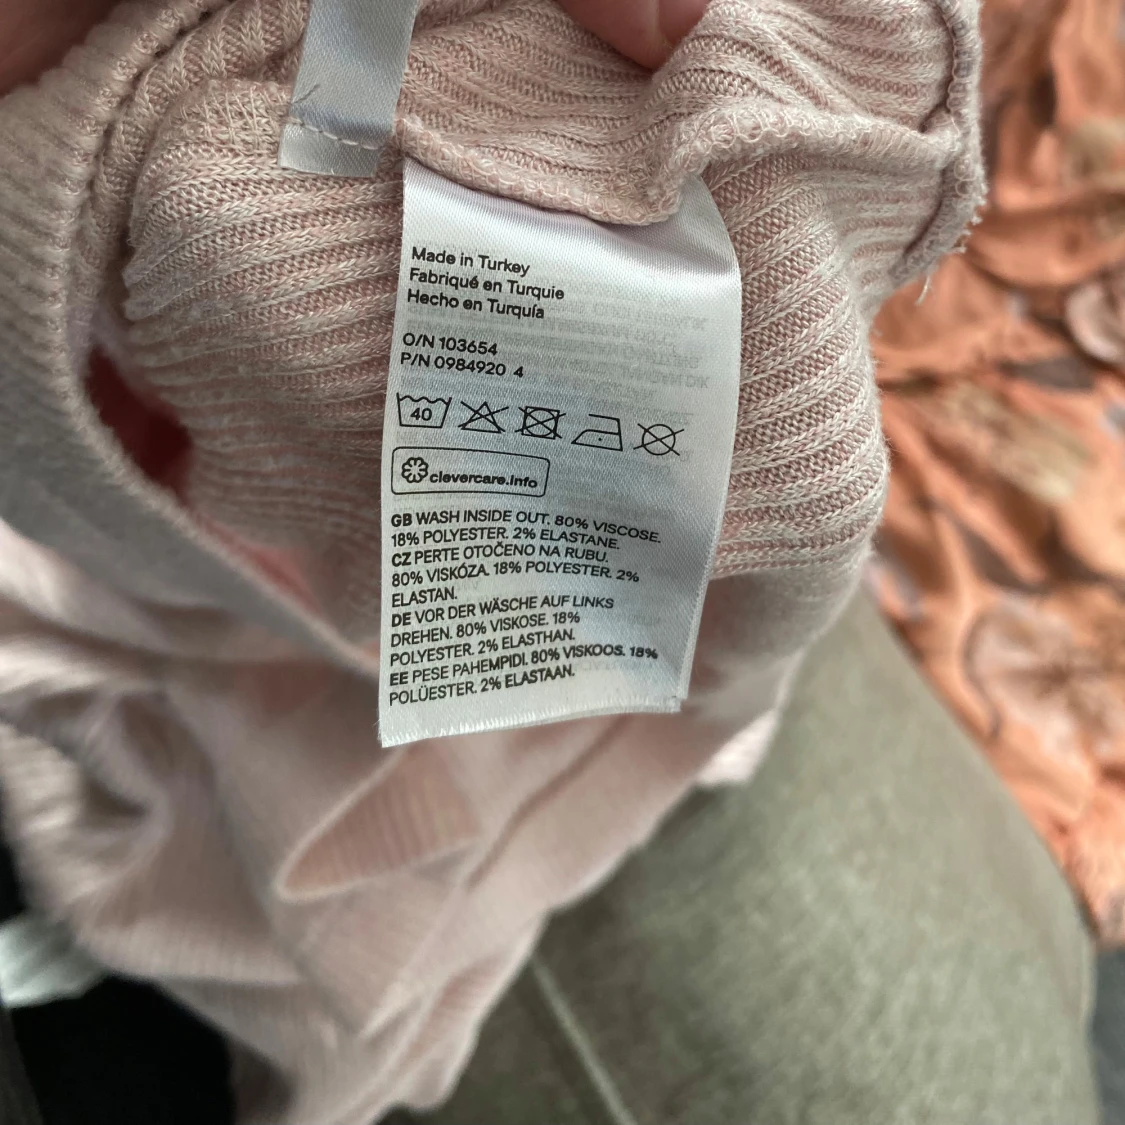 Made in Turkey
Fabriqué en Turquie
Hecho en Turquía
O/N 103654
P/N 0984920 4
40
clevercare.info
GB WASH INSIDE OUT. 80% VISCOSE.
18% POLYESTER. 2% ELASTANE.
CZ PERTE OTOČENO NA RUBU.
80% VISKÓZA. 18% POLYESTER. 2%
ELASTAN.
DE VOR DER WÄSCHE AUF LINKS
DREHEN. 80% VISKOSE. 18%
POLYESTER. 2% ELASTHAN.
EE PESE PAHEMPIDI. 80% VISKOOS. 18%
POLÜESTER. 2% ELASTAAN.